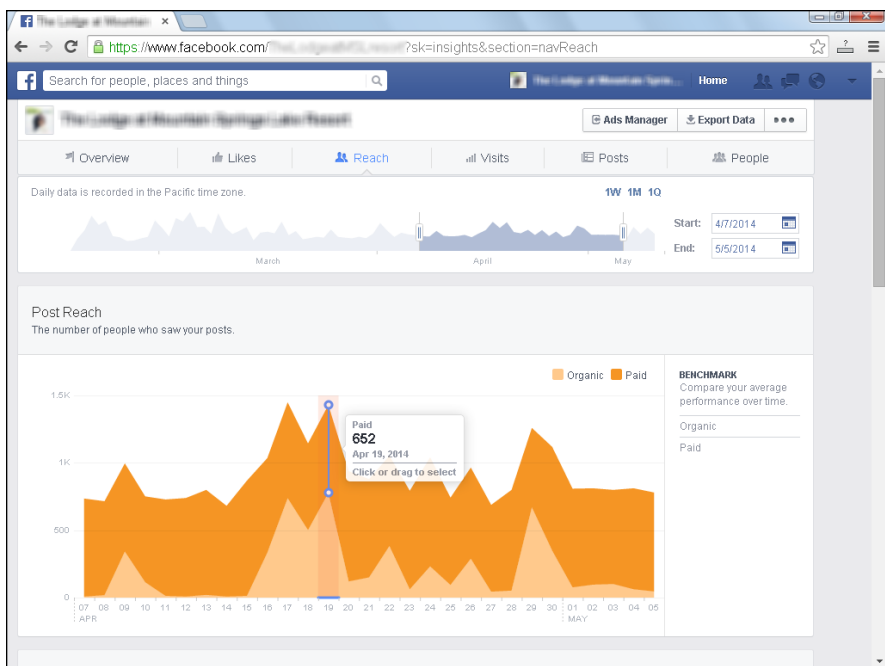 https://www.facebook.com/ ?sk=insights&section=navReach
Search for people, places and things
Home
Ads Manager
Export Data
Overview
Likes
Reach
Visits
Posts
People
Daily data is recorded in the Pacific time zone.
1W 1M 1Q
Start: 4/7/2014
End: 5/5/2014
March
April
May
Post Reach
The number of people who saw your posts.
Organic Paid
BENCHMARK
Compare your average
performance over time.
Organic
Paid
1.5K
1K
500
0
Paid
652
Apr 19, 2014
Click or drag to select
07 08 09 10 11 12 13 14 15 16 17 18 19 20 21 22 23 24 25 26 27 28 29 30 01 02 03 04 05
APR MAY